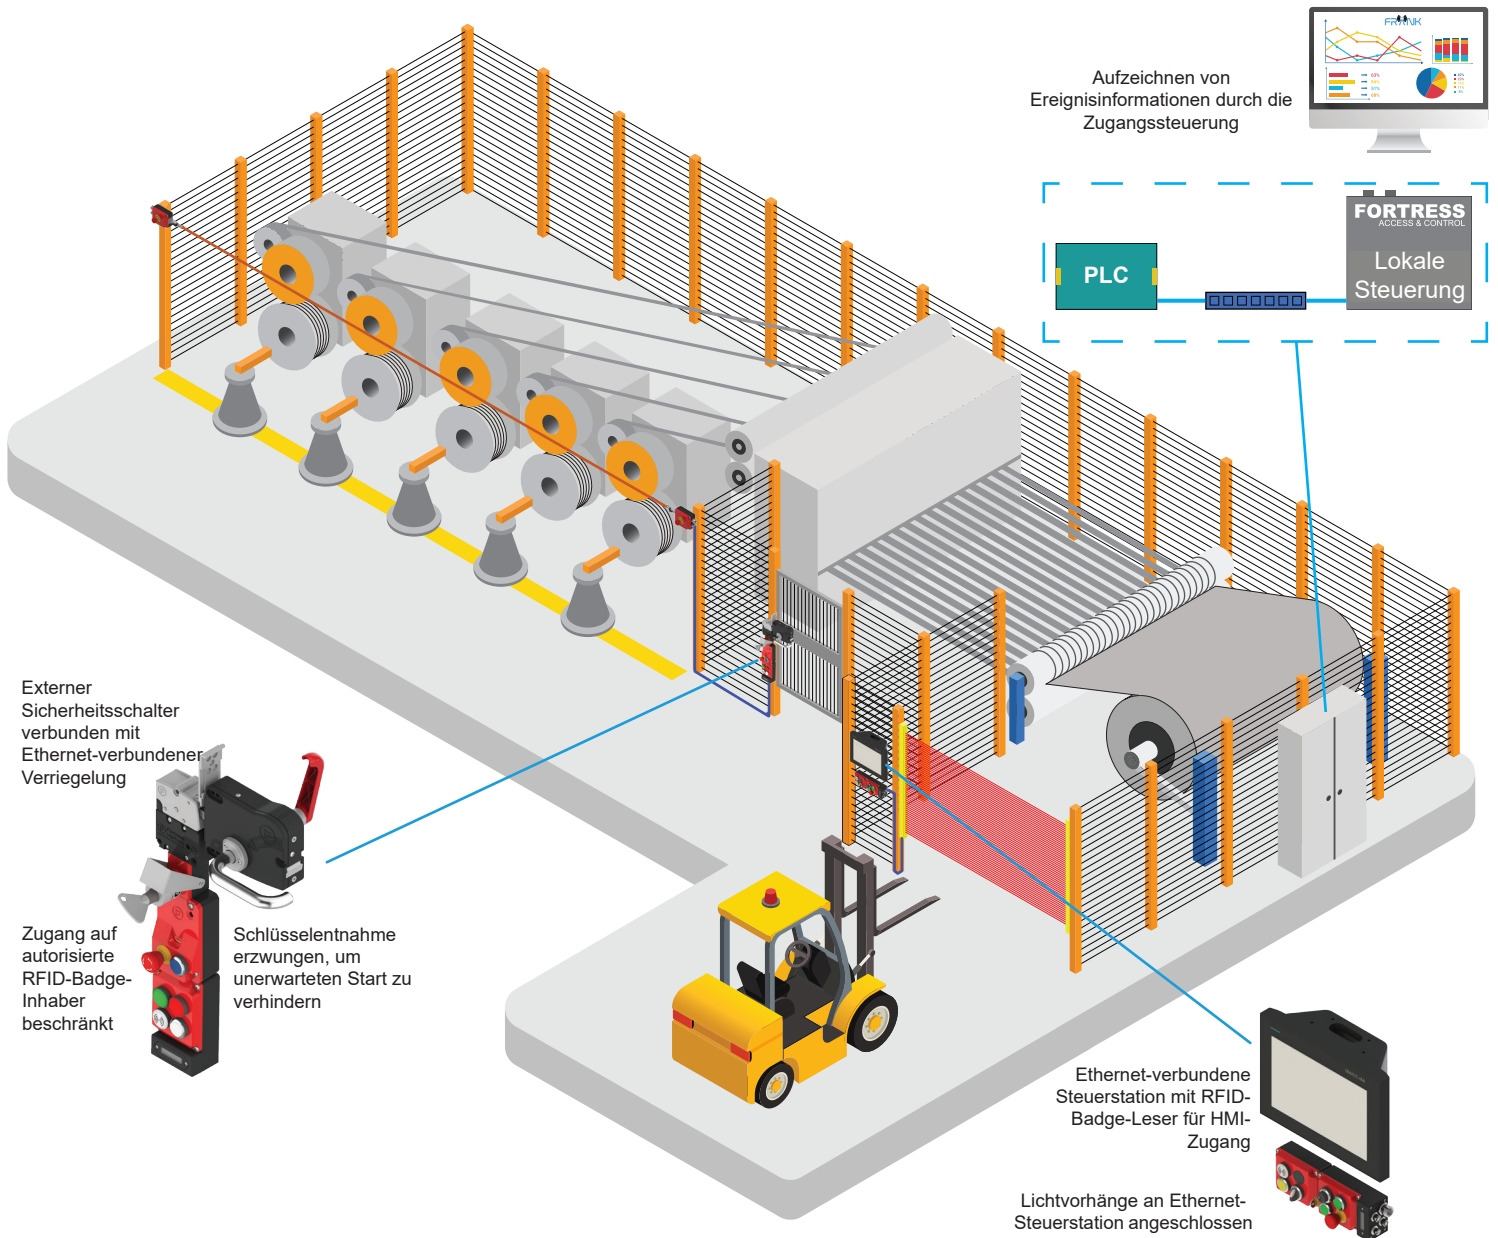 FRANK
Aufzeichnen von
Ereignisinformationen durch die
Zugangssteuerung
FORTRESS
ACCESS & CONTROL
PLC
Lokale
Steuerung
Externer
Sicherheitsschalter
verbunden mit
Ethernet-verbundener
Verriegelung
Zugang auf
autorisierte
RFID-Badge-
Inhaber
beschränkt
Schlüsselentnahme
erzwungen, um
unerwarteten Start zu
verhindern
Ethernet-verbundene
Steuerstation mit RFID-
Badge-Leser für HMI-
Zugang
Lichtvorhänge an Ethernet-
Steuerstation angeschlossen